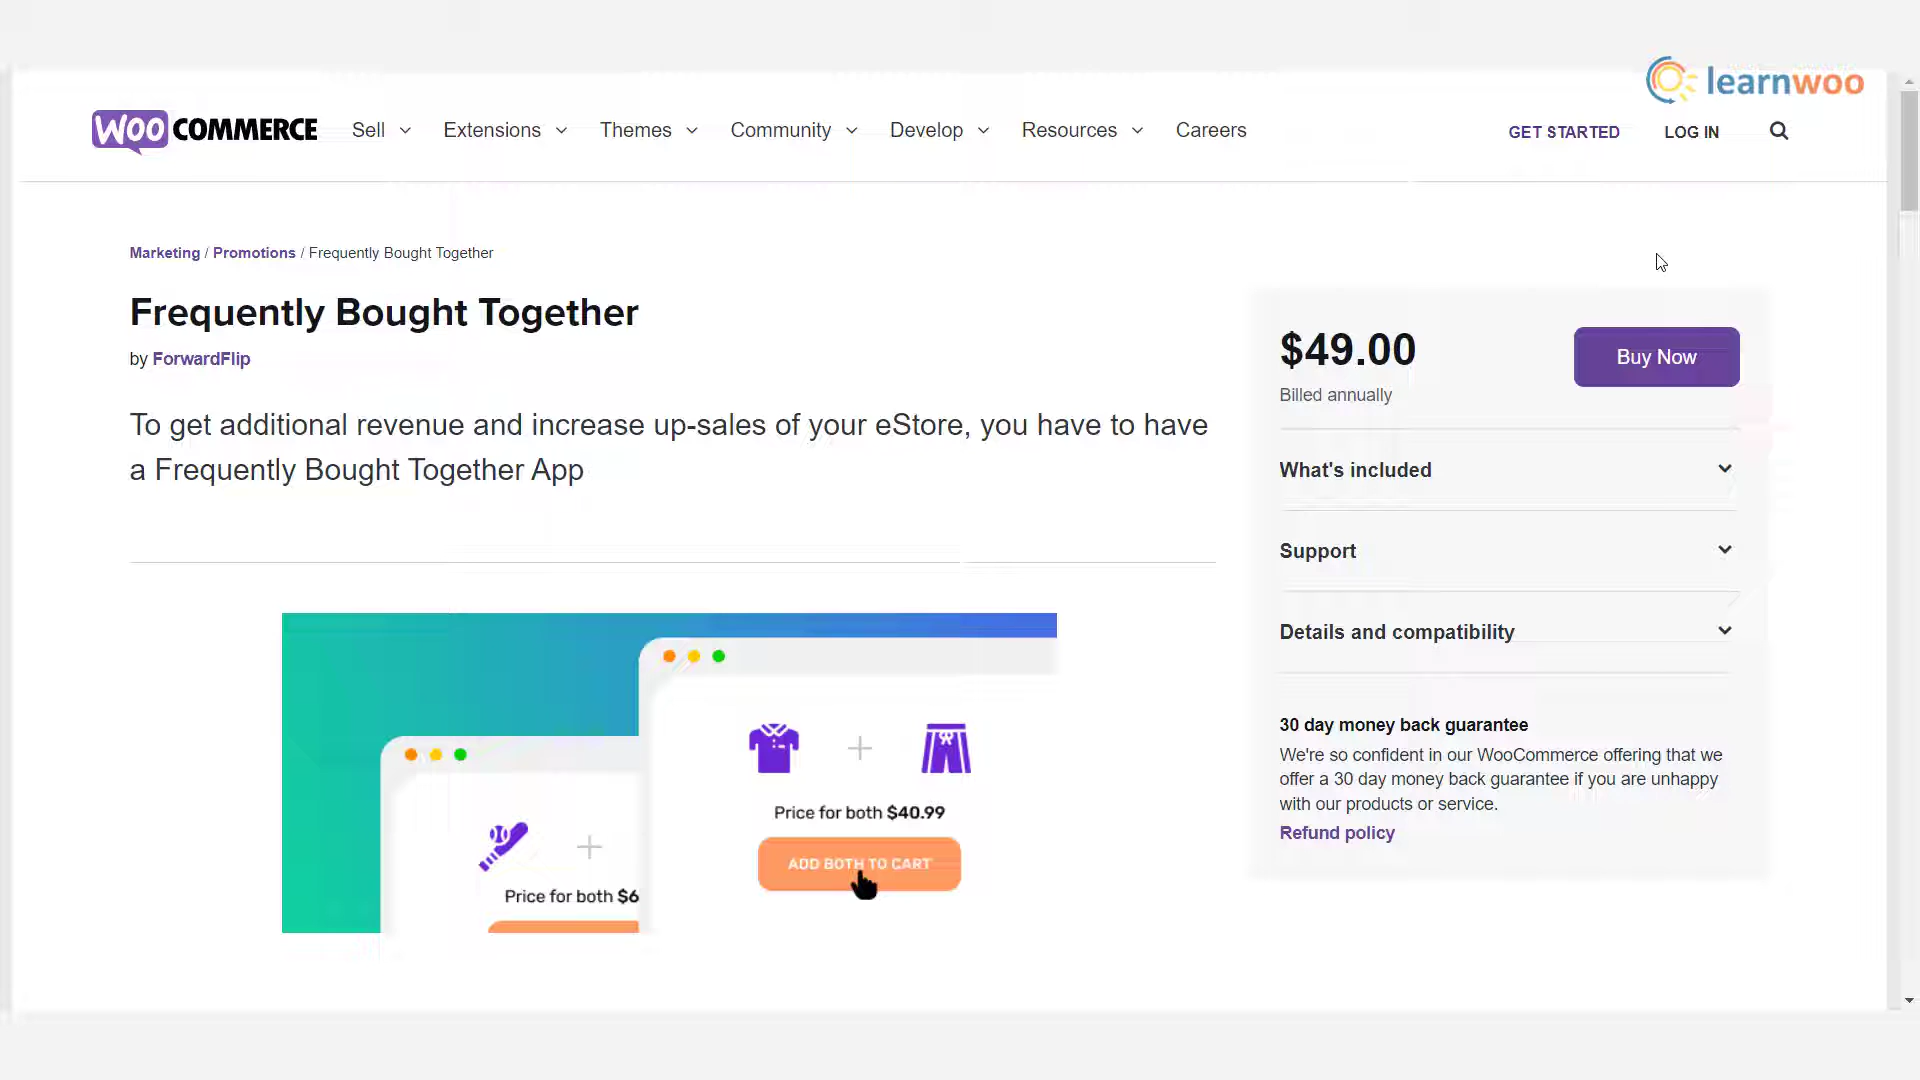 learnwoo
WOO COMMERCE
Sell
Extensions
Themes
Community
Develop
Resources
Careers
GET STARTED
LOG IN
Marketing / Promotions / Frequently Bought Together
Frequently Bought Together
by ForwardFlip
To get additional revenue and increase up-sales of your eStore, you have to have
a Frequently Bought Together App
$49.00
Buy Now
Billed annually
What's included
Support
Details and compatibility
30 day money back guarantee
We're so confident in our WooCommerce offering that we
offer a 30 day money back guarantee if you are unhappy
with our products or service.
Refund policy
Price for both $40.99
ADD BOTH TO CART
Price for both $6